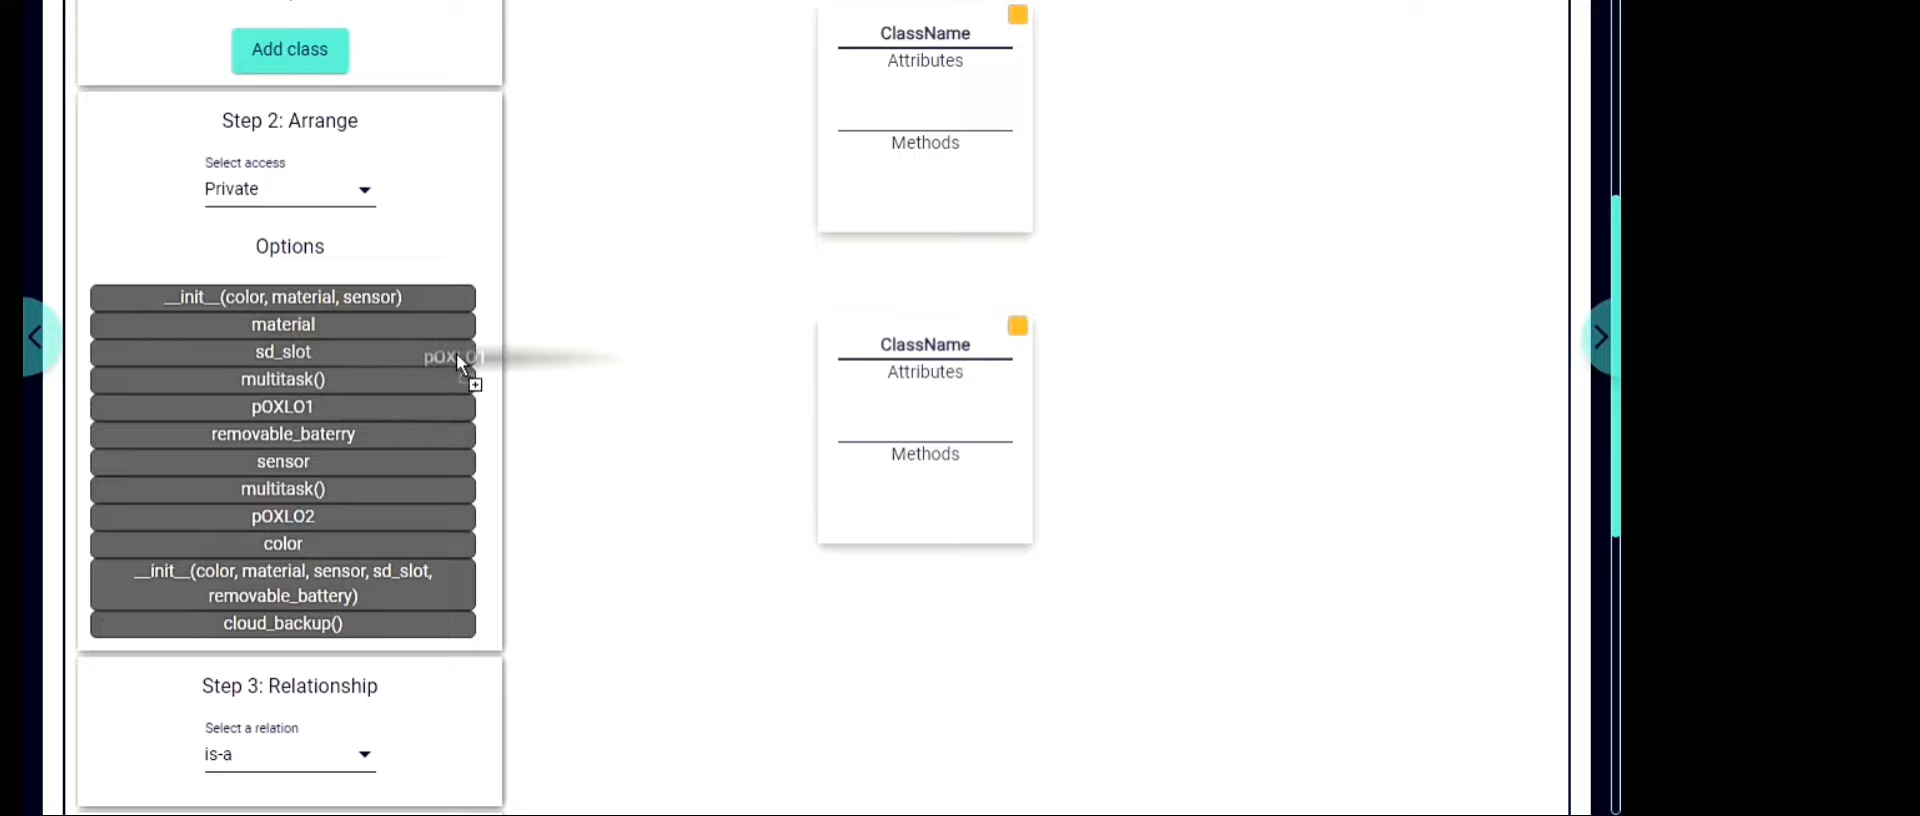 Add class
Step 2: Arrange
Select access
Private
Options
__init__(color, material, sensor)
material
sd_slot
pOXLO1
multitask()
pOXLO1
removable_baterry
sensor
multitask()
pOXLO2
color
__init__(color, material, sensor, sd_slot,
removable_battery)
cloud_backup()
Step 3: Relationship
Select a relation
is-a
ClassName
Attributes
Methods
ClassName
Attributes
Methods